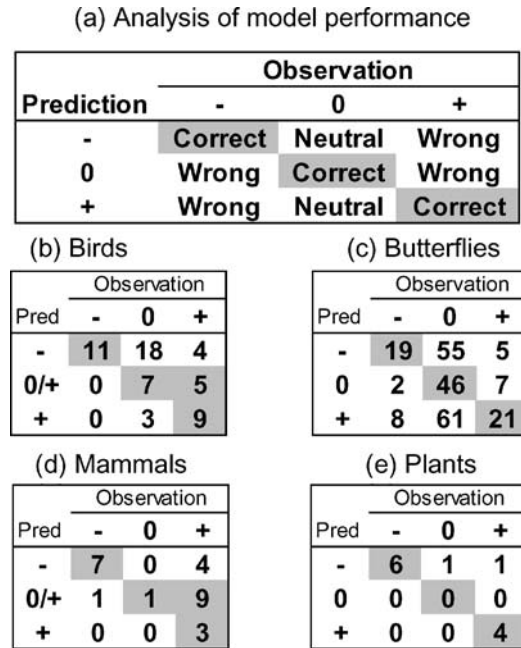 (a) Analysis of model performance
Observation
Prediction - 0 +
- Correct Neutral Wrong
0 Wrong Correct Wrong
+ Wrong Neutral Correct
(b) Birds
Observation
Pred - 0 +
- 11 18 4
0/+ 0 7 5
+ 0 3 9
(c) Butterflies
Observation
Pred - 0 +
- 19 55 5
0 2 46 7
+ 8 61 21
(d) Mammals
Observation
Pred - 0 +
- 7 0 4
0/+ 1 1 9
+ 0 0 3
(e) Plants
Observation
Pred - 0 +
- 6 1 1
0 0 0 0
+ 0 0 4